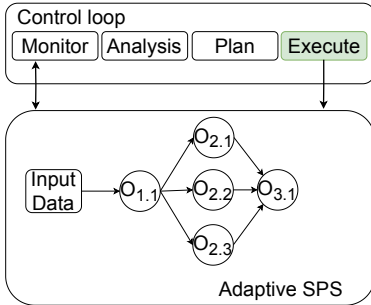 Control loop
Monitor Analysis Plan Execute
O2.1
Input
Data
O1.1 O2.2 O3.1
O2.3
Adaptive SPS